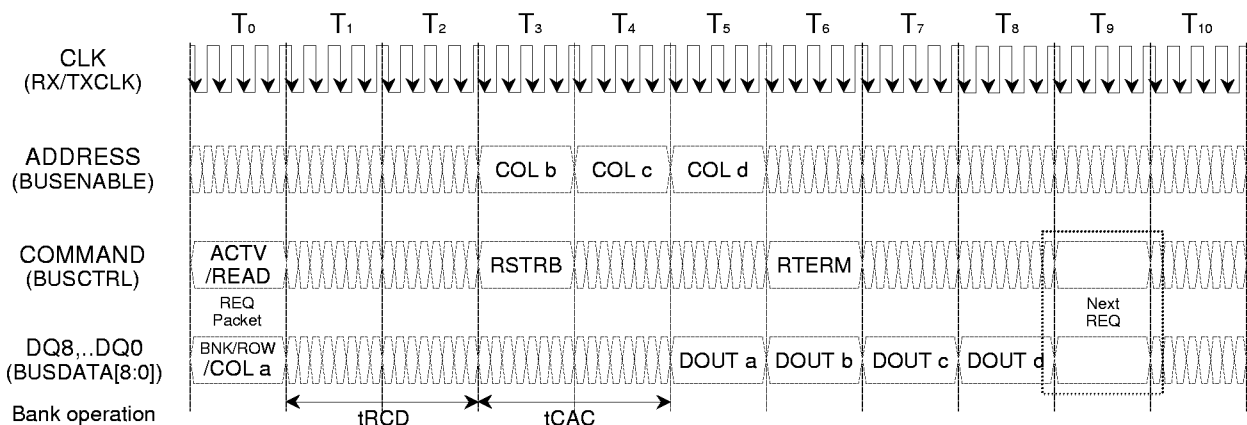 T0 T1 T2 T3 T4 T5 T6 T7 T8 T9 T10
CLK
(RX/TXCLK)
ADDRESS
(BUSENABLE)
COL b COL c COL d
COMMAND
(BUSCTRL)
ACTV
/READ
RSTRB RTERM
REQ
Packet
Next
REQ
DQ8,..DQ0
(BUSDATA[8:0])
BNK/ROW
/COL a
DOUT a DOUT b DOUT c DOUT d
Bank operation tRCD tCAC